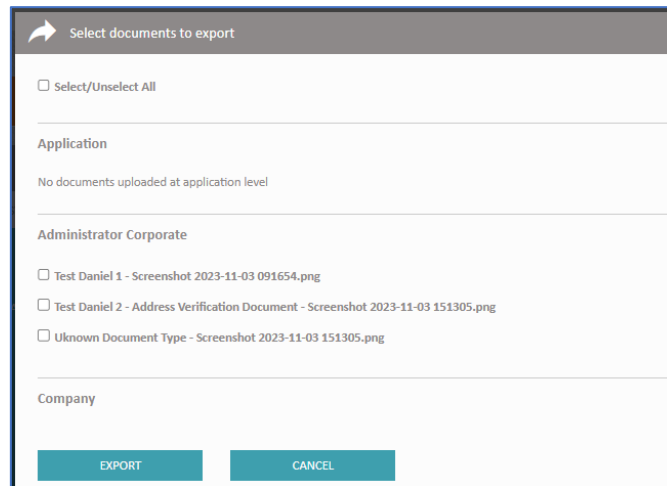 Select documents to export
Select/Unselect All
Application
No documents uploaded at application level
Administrator Corporate
Test Daniel 1 - Screenshot 2023-11-03 091654.png
Test Daniel 2 - Address Verification Document - Screenshot 2023-11-03 151305.png
Uknown Document Type - Screenshot 2023-11-03 151305.png
Company
EXPORT CANCEL